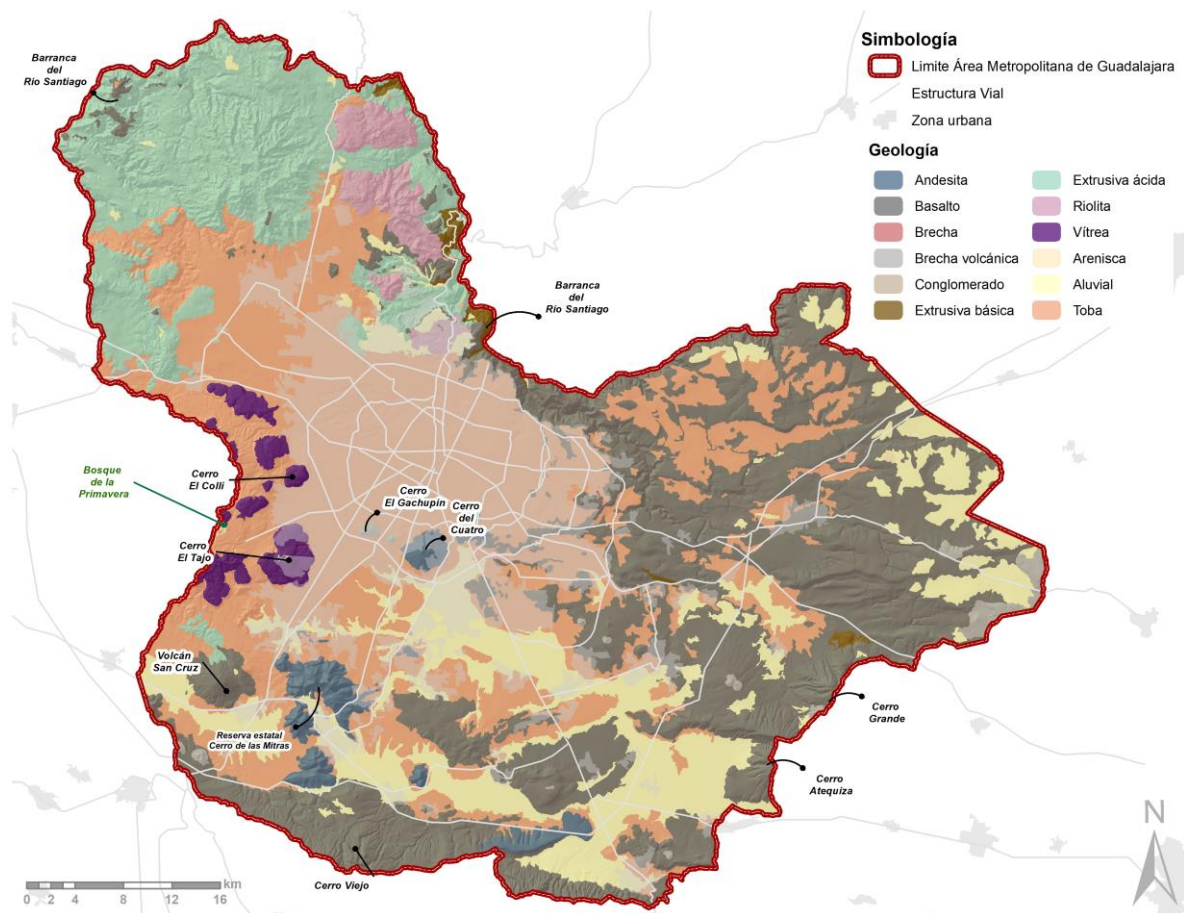 Simbología
Limite Área Metropolitana de Guadalajara
Estructura Vial
Zona urbana
Geología
Andesita
Basalto
Brecha
Brecha volcánica
Conglomerado
Extrusiva básica
Extrusiva ácida
Riolita
Vítrea
Arenisca
Aluvial
Toba
Barranca
del
Río Santiago
Barranca
del
Río Santiago
Bosque
de la
Primavera
Cerro
El Colli
Cerro
El Gachupín
Cerro
del
Cuatro
Cerro
El Tajo
Volcán
San Cruz
Reserva estatal
Cerro de las Mitras
Cerro
Grande
Cerro
Atequiza
Cerro Viejo
N
km
0 2 4 8 12 16